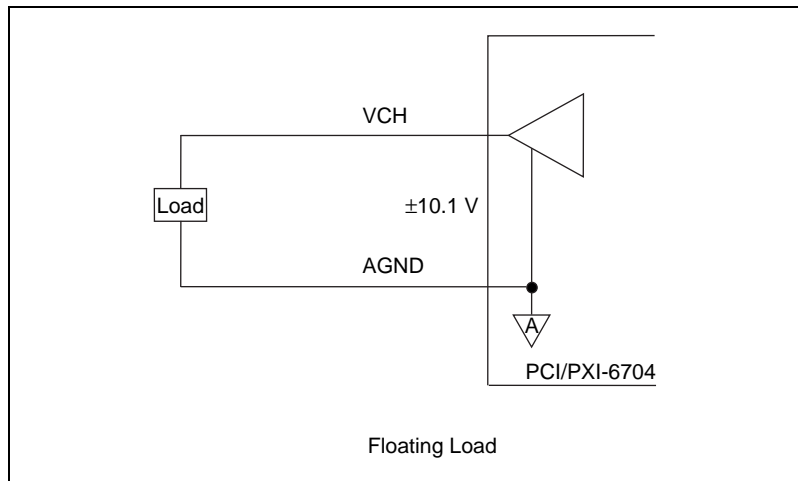 VCH
Load
±10.1 V
AGND
A
PCI/PXI-6704
Floating Load